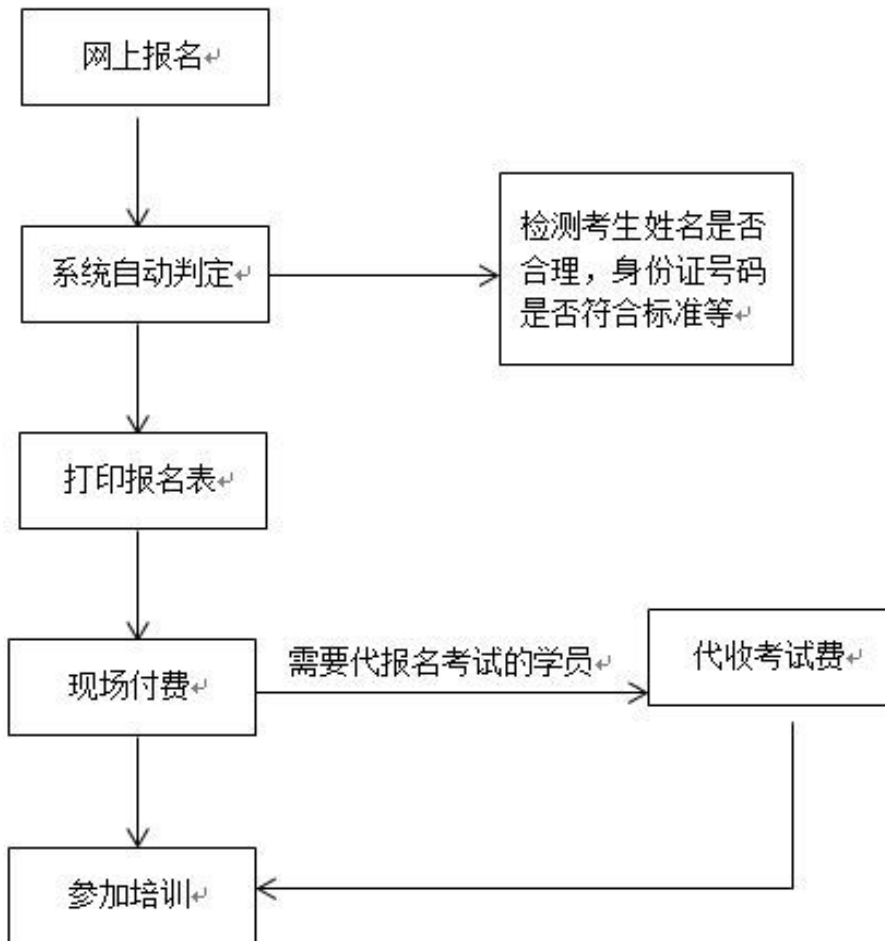 网上报名
系统自动判定
检测考生姓名是否
合理，身份证号码
是否符合标准等
打印报名表
现场付费
需要代报名考试的学员
代收考试费
参加培训